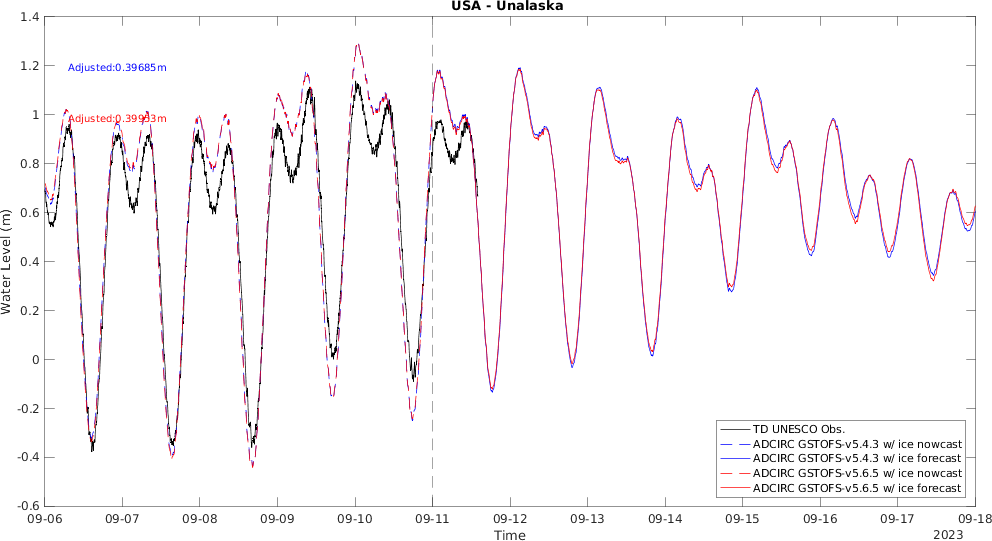 USA - Unalaska
1.4
1.2
1
0.8
0.6
0.4
0.2
0
-0.2
-0.4
-0.6
Water Level (m)
Adjusted:0.39685m
Adjusted:0.39993m
TD UNESCO Obs.
ADCIRC GSTOFS-v5.4.3 w/ ice nowcast
ADCIRC GSTOFS-v5.4.3 w/ ice forecast
ADCIRC GSTOFS-v5.6.5 w/ ice nowcast
ADCIRC GSTOFS-v5.6.5 w/ ice forecast
09-06 09-07 09-08 09-09 09-10 09-11 09-12 09-13 09-14 09-15 09-16 09-17 09-18
Time
2023